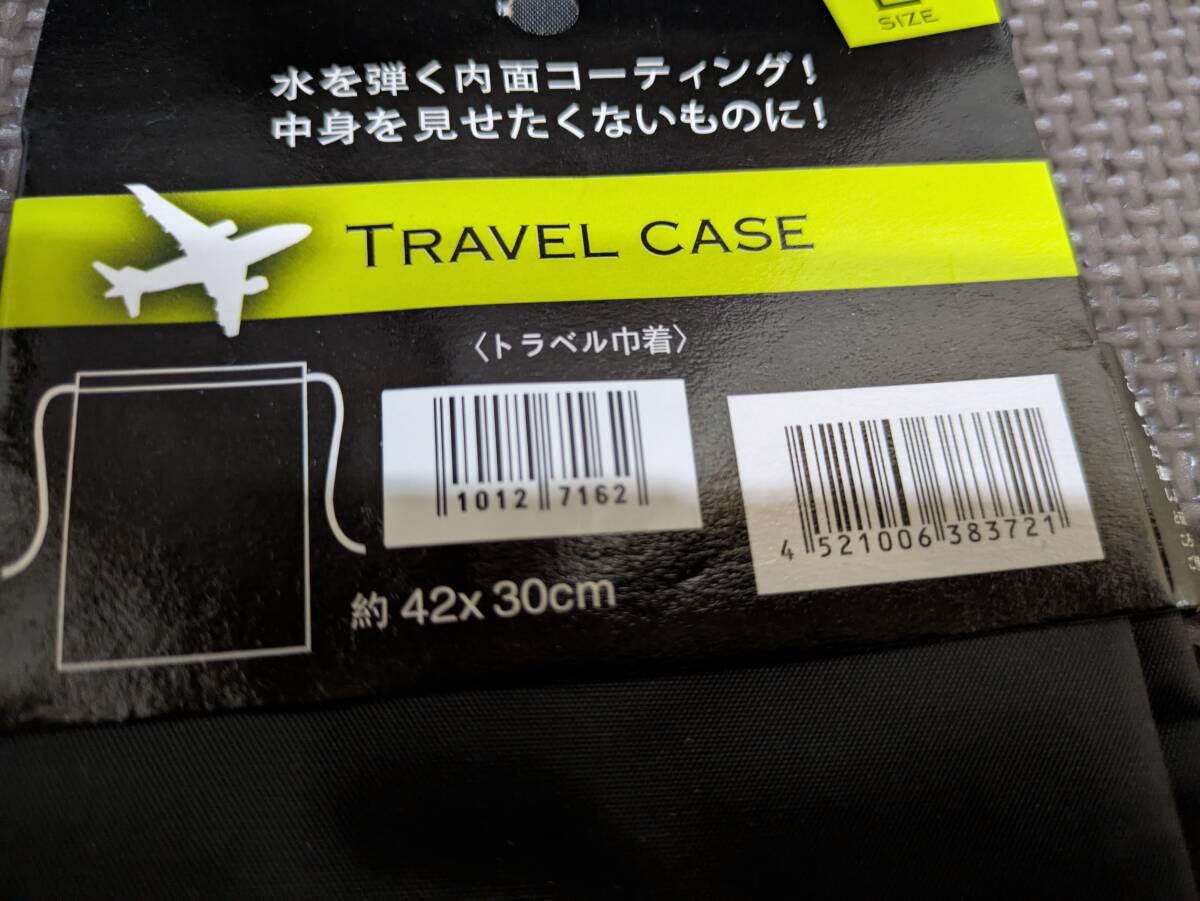 SIZE
水を弾く内面コーティング!
中身を見せたくないものに!
TRAVEL CASE
〈トラベル巾着〉
1012 7162
4 521006 383721
約 42x 30cm